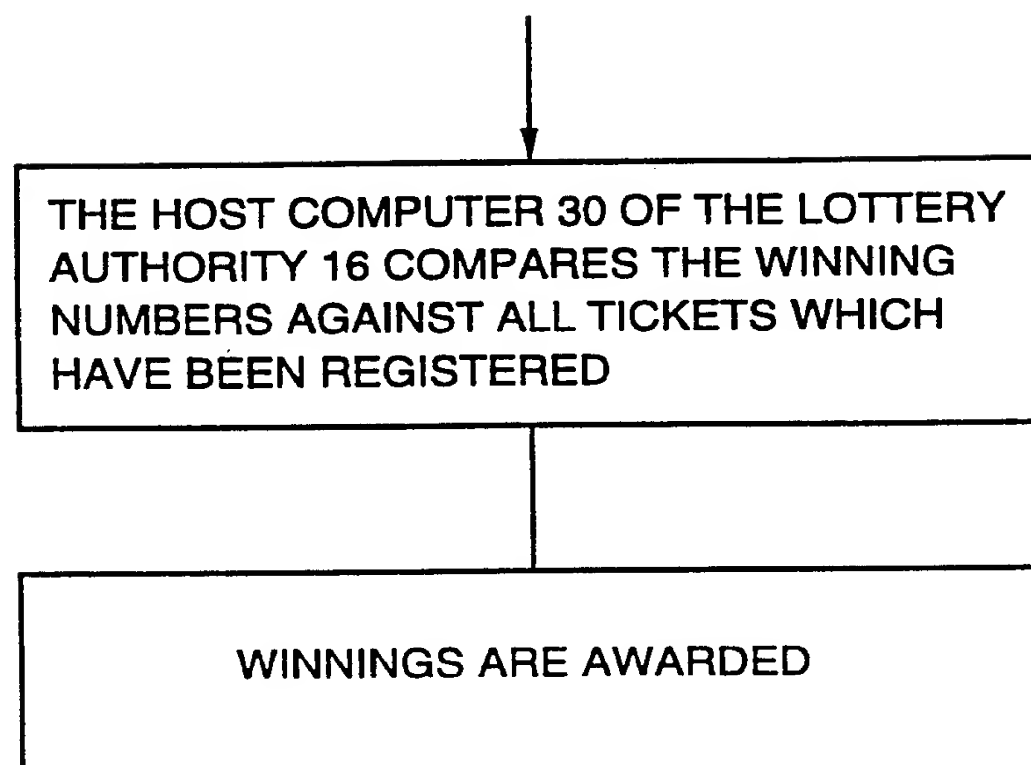 THE HOST COMPUTER 30 OF THE LOTTERY
AUTHORITY 16 COMPARES THE WINNING
NUMBERS AGAINST ALL TICKETS WHICH
HAVE BEEN REGISTERED
WINNINGS ARE AWARDED